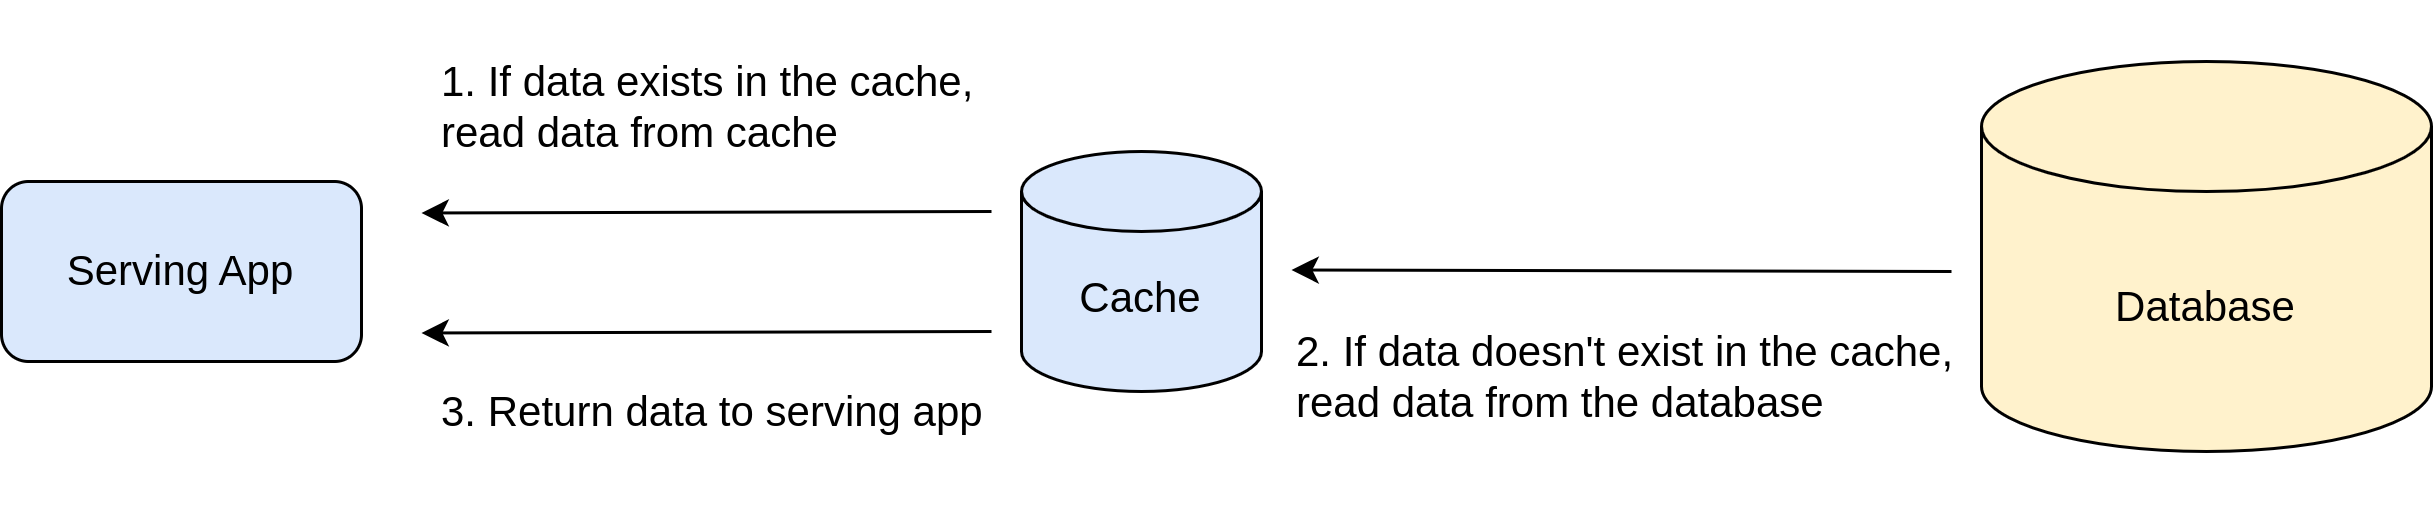 1. If data exists in the cache,
read data from cache
Serving App
Cache
Database
2. If data doesn't exist in the cache,
read data from the database
3. Return data to serving app